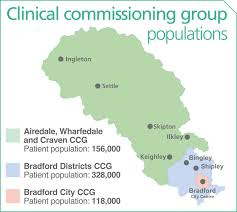 Clinical commissioning group
populations
Ingleton
Settle
Skipton
Ilkley
Keighley
Bingley
Shipley
Bradford
City Centre
Airedale, Wharfedale
and Craven CCG
Patient population: 156,000
Bradford Districts CCG
Patient population: 328,000
Bradford City CCG
Patient population: 118,000